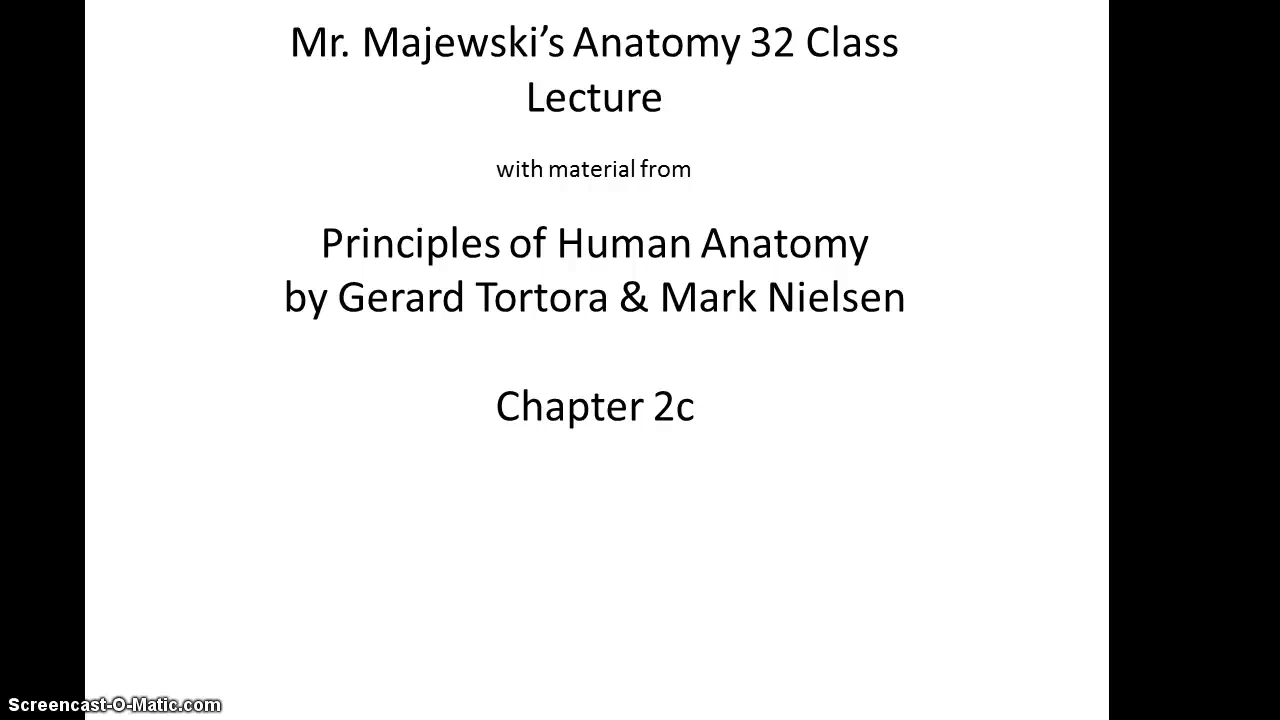 Mr. Majewski’s Anatomy 32 Class
Lecture
with material from
Principles of Human Anatomy
by Gerard Tortora & Mark Nielsen
Chapter 2c
Screencast-O-Matic.com